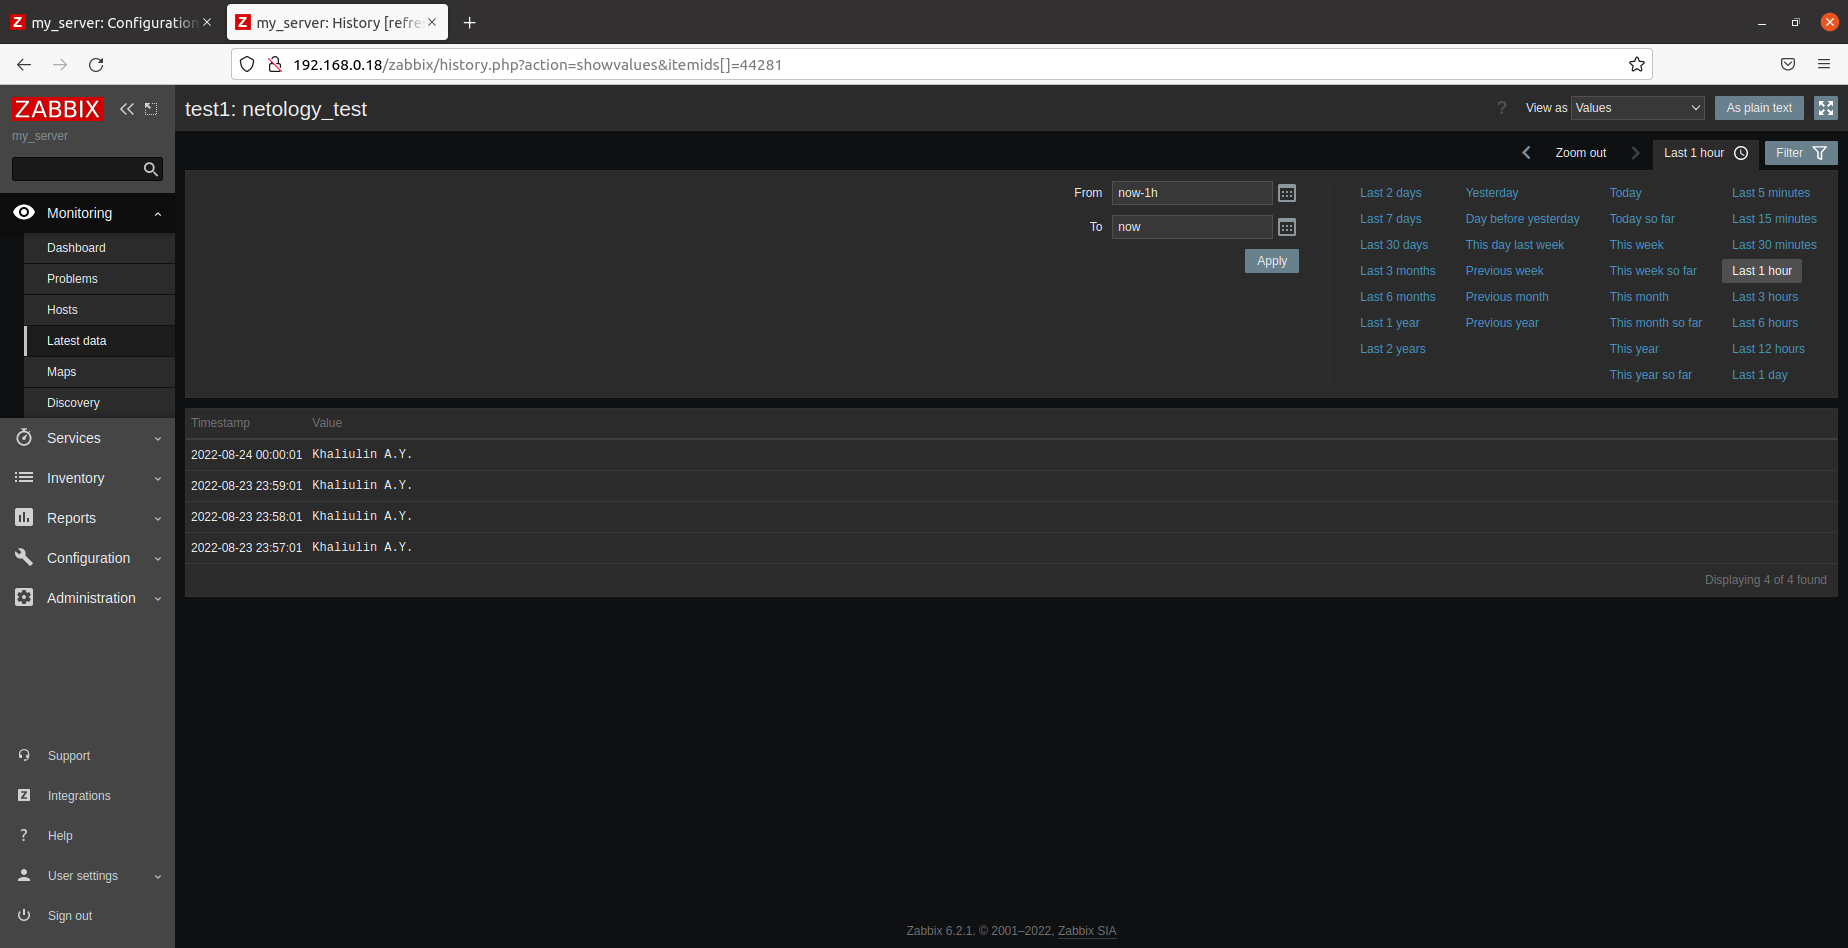 my_server: Configuration
my_server: History [refre
192.168.0.18/zabbix/history.php?action=showvalues&itemids[]=44281
ZABBIX
my_server
Monitoring
Dashboard
Problems
Hosts
Latest data
Maps
Discovery
Services
Inventory
Reports
Configuration
Administration
Support
Integrations
Help
User settings
Sign out
test1: netology_test
? View as Values As plain text
Zoom out Last 1 hour Filter
From now-1h
To now
Apply
Last 2 days Yesterday Today Last 5 minutes
Last 7 days Day before yesterday Today so far Last 15 minutes
Last 30 days This day last week This week Last 30 minutes
Last 3 months Previous week This week so far Last 1 hour
Last 6 months Previous month This month Last 3 hours
Last 1 year Previous year This month so far Last 6 hours
Last 2 years This year Last 12 hours
This year so far Last 1 day
Timestamp Value
2022-08-24 00:00:01 Khaliulin A.Y.
2022-08-23 23:59:01 Khaliulin A.Y.
2022-08-23 23:58:01 Khaliulin A.Y.
2022-08-23 23:57:01 Khaliulin A.Y.
Displaying 4 of 4 found
Zabbix 6.2.1. © 2001–2022, Zabbix SIA